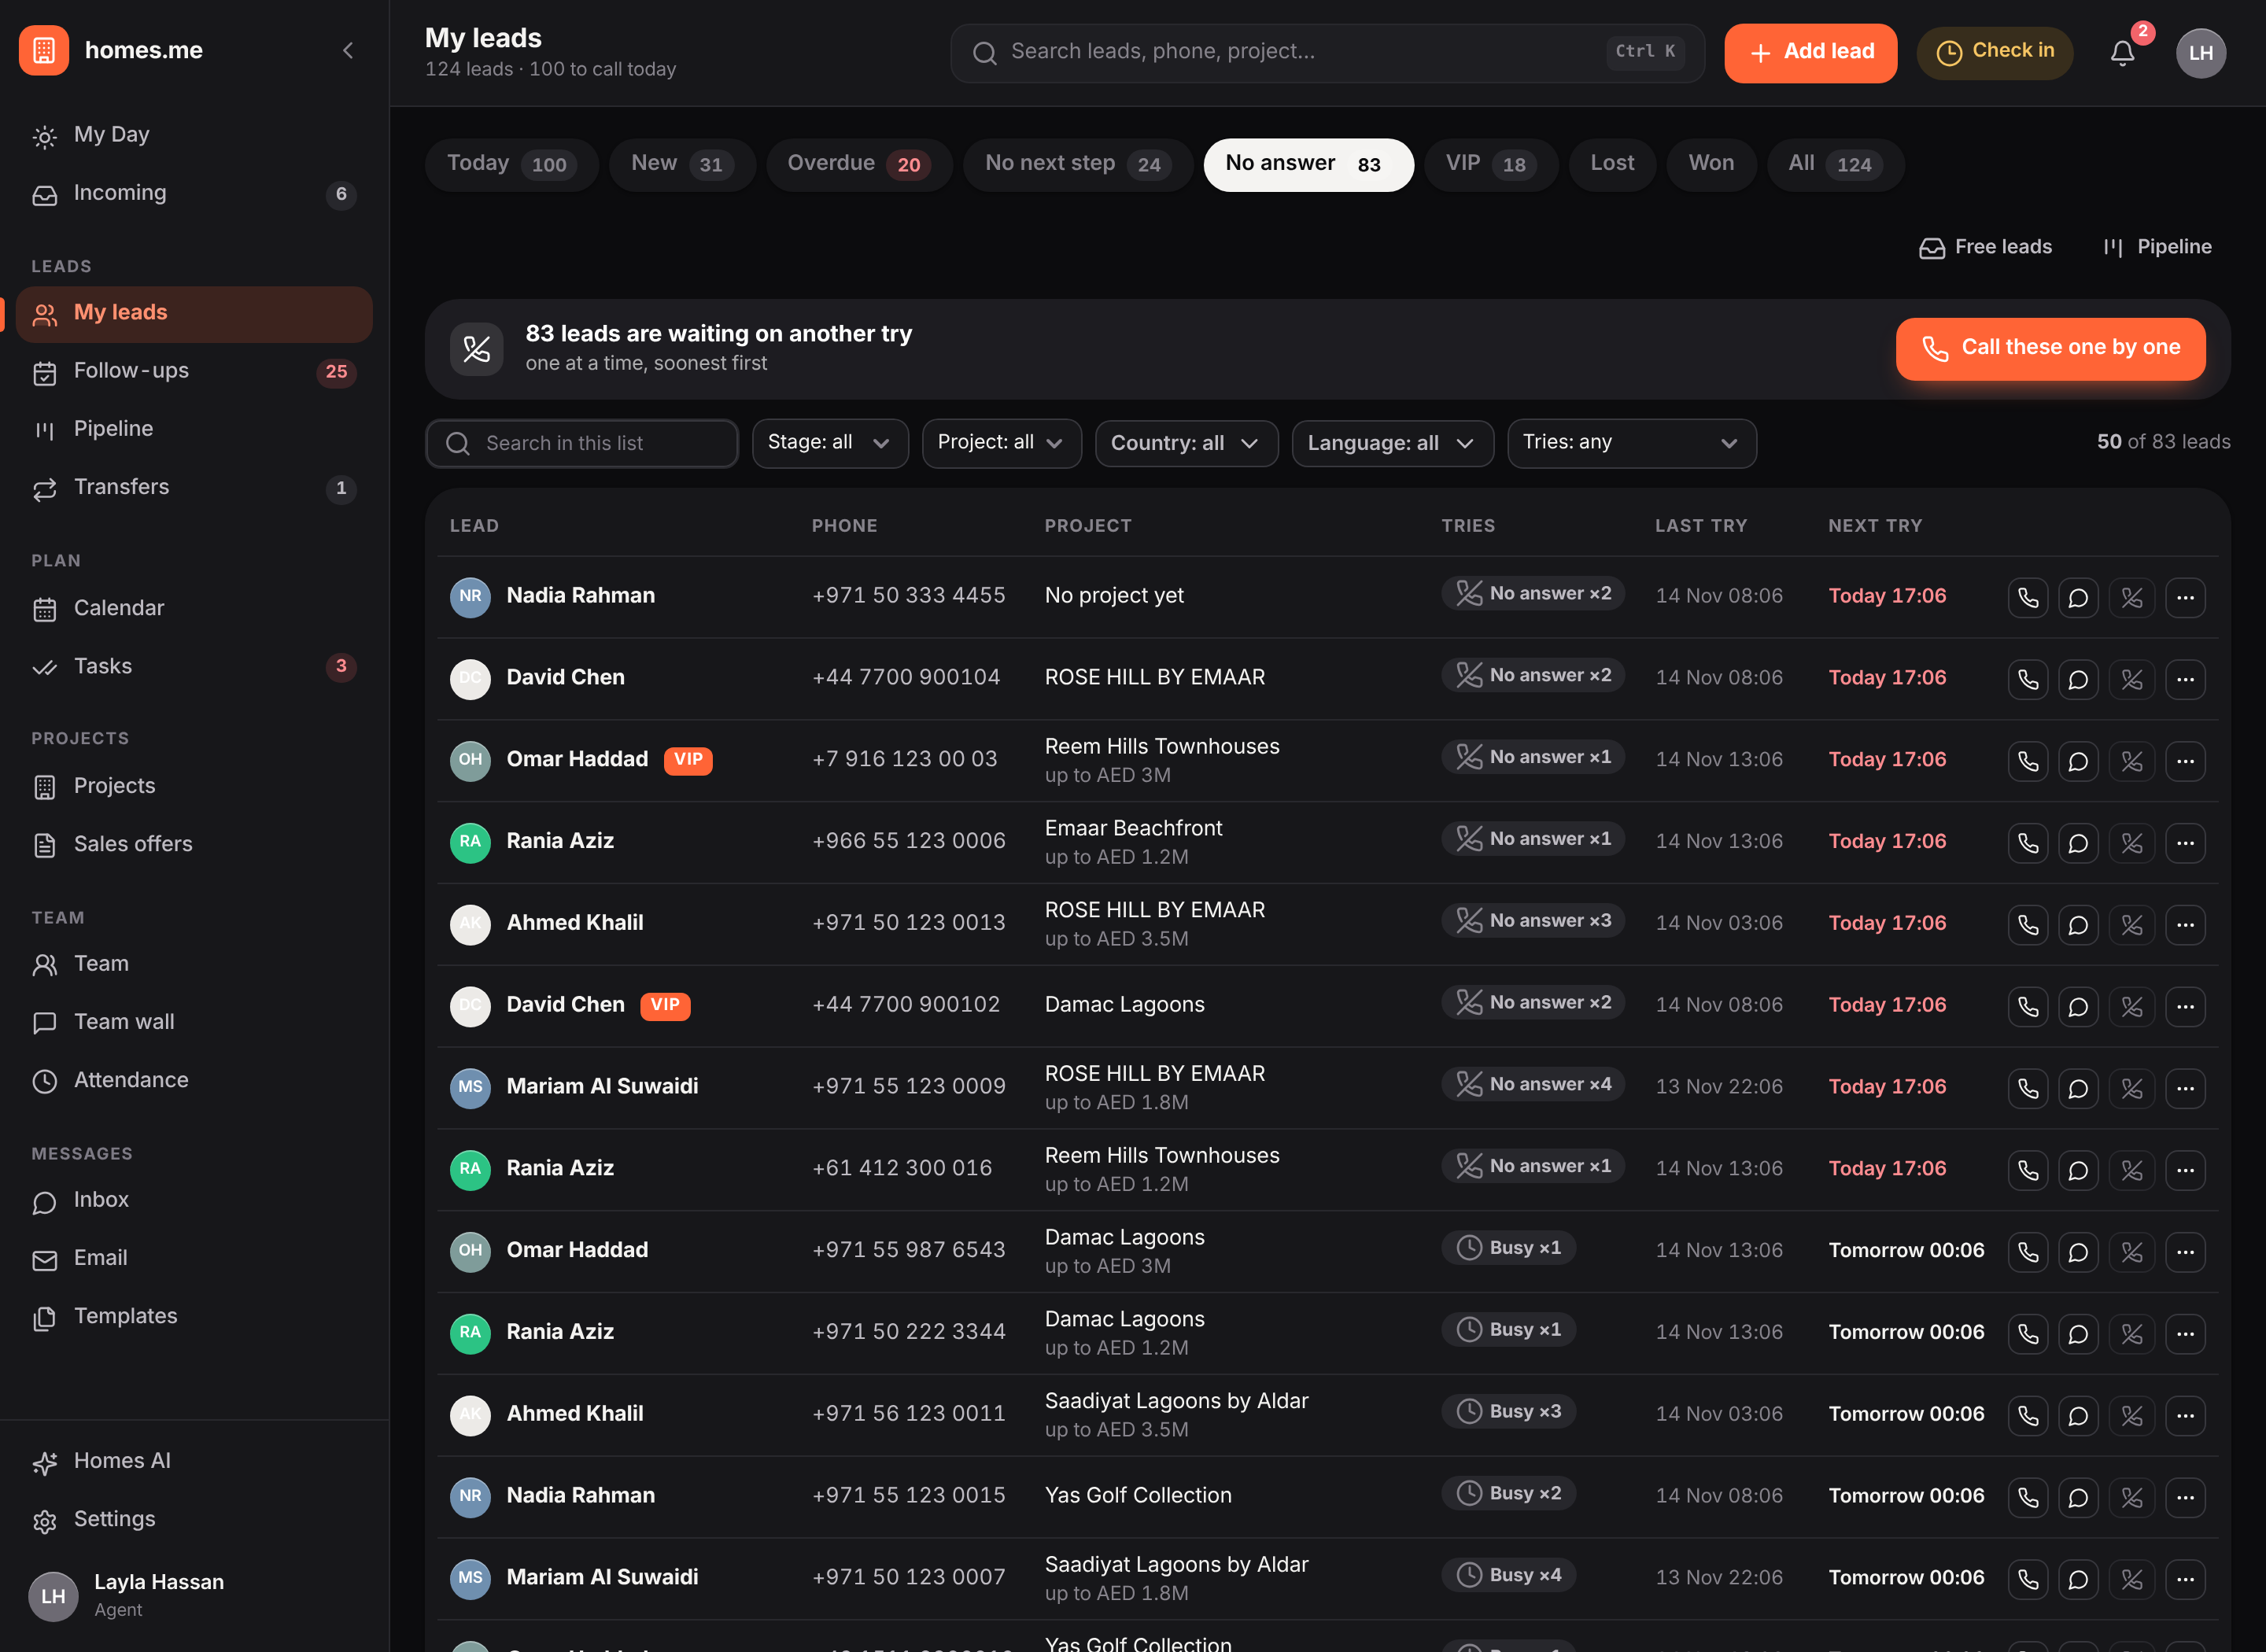 homes.me
My Day
Incoming 6
LEADS
My leads
Follow-ups 25
Pipeline
Transfers 1
PLAN
Calendar
Tasks 3
PROJECTS
Projects
Sales offers
TEAM
Team
Team wall
Attendance
MESSAGES
Inbox
Email
Templates
Homes AI
Settings
LH Layla Hassan
Agent
My leads
124 leads · 100 to call today
Search leads, phone, project... Ctrl K
+ Add lead
Check in
2
LH
Today 100 New 31 Overdue 20 No next step 24 No answer 83 VIP 18 Lost Won All 124
Free leads Pipeline
83 leads are waiting on another try
one at a time, soonest first
Call these one by one
Search in this list Stage: all Project: all Country: all Language: all Tries: any 50 of 83 leads
LEAD PHONE PROJECT TRIES LAST TRY NEXT TRY
NR Nadia Rahman +971 50 333 4455 No project yet No answer ×2 14 Nov 08:06 Today 17:06
DC David Chen +44 7700 900104 ROSE HILL BY EMAAR No answer ×2 14 Nov 08:06 Today 17:06
OH Omar Haddad VIP +7 916 123 00 03 Reem Hills Townhouses No answer ×1 14 Nov 13:06 Today 17:06
up to AED 3M
RA Rania Aziz +966 55 123 0006 Emaar Beachfront No answer ×1 14 Nov 13:06 Today 17:06
up to AED 1.2M
AK Ahmed Khalil +971 50 123 0013 ROSE HILL BY EMAAR No answer ×3 14 Nov 03:06 Today 17:06
up to AED 3.5M
DC David Chen VIP +44 7700 900102 Damac Lagoons No answer ×2 14 Nov 08:06 Today 17:06
MS Mariam Al Suwaidi +971 55 123 0009 ROSE HILL BY EMAAR No answer ×4 13 Nov 22:06 Today 17:06
up to AED 1.8M
RA Rania Aziz +61 412 300 016 Reem Hills Townhouses No answer ×1 14 Nov 13:06 Today 17:06
up to AED 1.2M
OH Omar Haddad +971 55 987 6543 Damac Lagoons Busy ×1 14 Nov 13:06 Tomorrow 00:06
up to AED 3M
RA Rania Aziz +971 50 222 3344 Damac Lagoons Busy ×1 14 Nov 13:06 Tomorrow 00:06
up to AED 1.2M
AK Ahmed Khalil +971 56 123 0011 Saadiyat Lagoons by Aldar Busy ×3 14 Nov 03:06 Tomorrow 00:06
up to AED 3.5M
NR Nadia Rahman +971 55 123 0015 Yas Golf Collection Busy ×2 14 Nov 08:06 Tomorrow 00:06
MS Mariam Al Suwaidi +971 50 123 0007 Saadiyat Lagoons by Aldar Busy ×4 13 Nov 22:06 Tomorrow 00:06
up to AED 1.8M
Yas Golf Collection